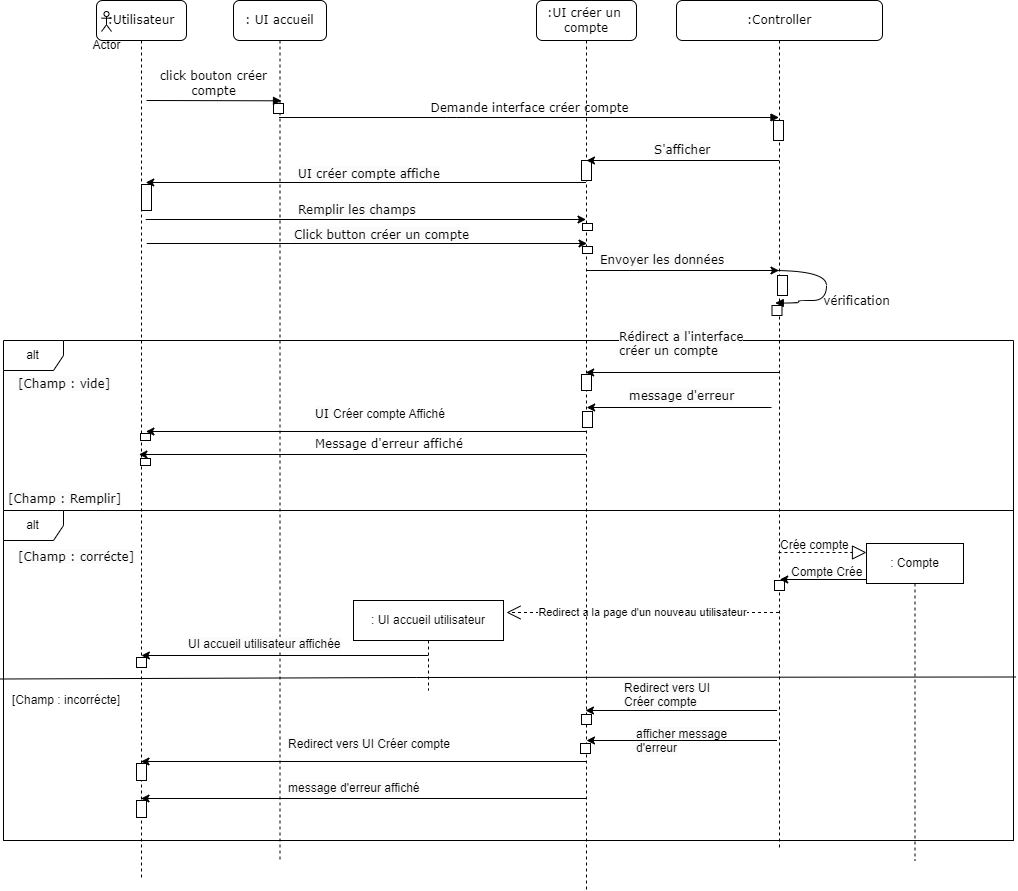 :Utilisateur
Actor
: UI accueil
:UI créer un
compte
:Controller
click bouton créer
compte
Demande interface créer compte
S'afficher
UI créer compte affiche
Remplir les champs
Click button créer un compte
Envoyer les données
vérification
Rédirect a l'interface
créer un compte
alt
[Champ : vide]
message d'erreur
UI Créer compte Affiché
Message d'erreur affiché
[Champ : Remplir]
alt
[Champ : corrécte]
Crée compte
: Compte
Compte Crée
Redirect a la page d'un nouveau utilisateur
: UI accueil utilisateur
UI accueil utilisateur affichée
[Champ : incorrécte]
Redirect vers UI
Créer compte
afficher message
d'erreur
Redirect vers UI Créer compte
message d'erreur affiché